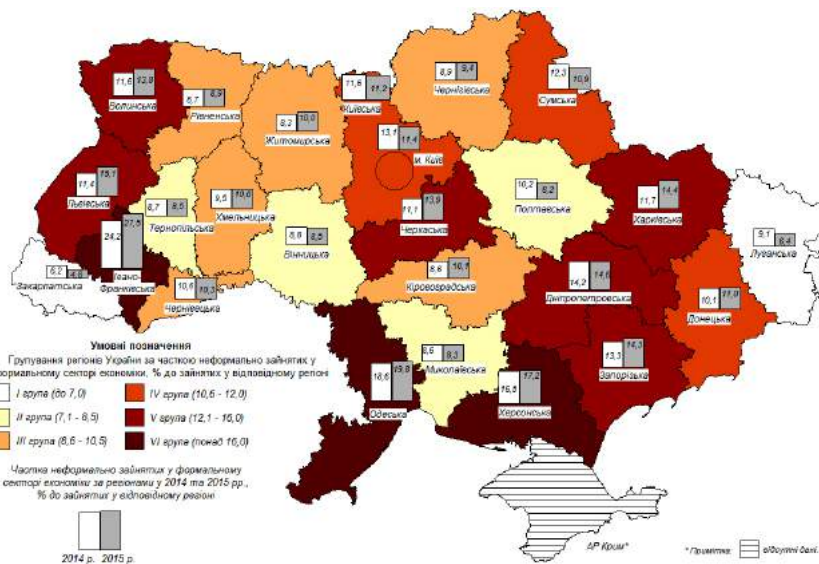 11,6 12,8
Волинська
6,7 8,9
Рівненська
8,2 10,0
Житомирська
11,6 11,2
Київська
13,1 11,4
м. Київ
8,9 9,4
Чернігівська
12,3 10,9
Сумська
11,4 15,1
Львівська
8,7 8,5
Тернопільська
9,5 10,0
Хмельницька
8,8 8,5
Вінницька
11,1 13,9
Черкаська
10,2 8,2
Полтавська
11,7 14,4
Харківська
9,1 6,4
Луганська
6,2
Закарпатська
24,2 27,5
Івано-
Франківська
10,6 10,3
Чернівецька
8,6 10,1
Кіровоградська
14,2 14,6
Дніпропетровська
10,1 11,0
Донецька
13,3 14,3
Запорізька
8,6 8,3
Миколаївська
18,6 19,8
Одеська
16,5 17,2
Херсонська
Умовні позначення
Групування регіонів України за часткою неформально зайнятих у
формальному секторі економіки, % до зайнятих у відповідному регіоні
I група (до 7,0)
IV група (10,6 - 12,0)
II група (7,1 - 8,5)
V група (12,1 - 16,0)
III група (8,6 - 10,5)
VI група (понад 16,0)
Частка неформально зайнятих у формальному
секторі економіки за регіонами у 2014 та 2015 рр.,
% до зайнятих у відповідному регіоні
2014 р. 2015 р.
АР Крим*
* Примітка: відсутні дані.